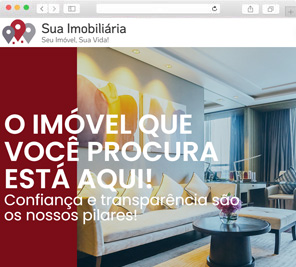 Sua Imobiliária
Seu Imóvel, Sua Vida!
O IMÓVEL QUE
VOCÊ PROCURA
ESTÁ AQUI!
Confiança e transparência são
os nossos pilares!